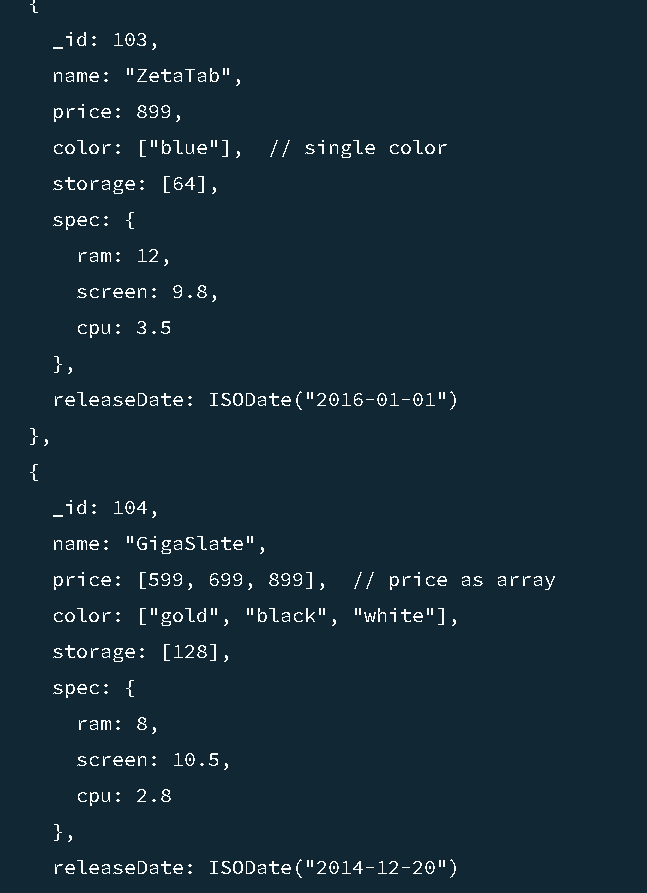 {
_id: 103,
name: "ZetaTab",
price: 899,
color: ["blue"],  // single color
storage: [64],
spec: {
ram: 12,
screen: 9.8,
cpu: 3.5
},
releaseDate: ISODate("2016-01-01")
},
{
_id: 104,
name: "GigaSlate",
price: [599, 699, 899],  // price as array
color: ["gold", "black", "white"],
storage: [128],
spec: {
ram: 8,
screen: 10.5,
cpu: 2.8
},
releaseDate: ISODate("2014-12-20")